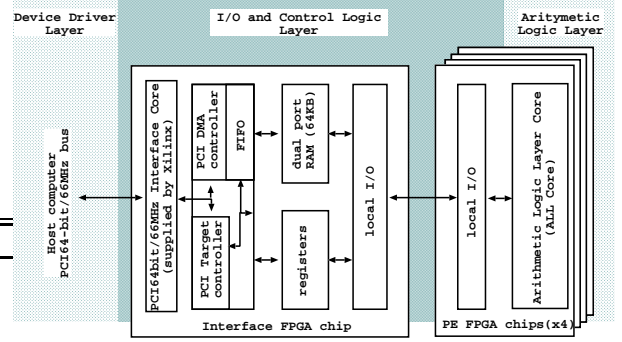 Device Driver
Layer
I/O and Control Logic
Layer
Aritymetic
Logic Layer
Host computer
PCI64-bit/66MHz bus
PCI64bit/66MHz Interface Core
(supplied by Xilinx)
PCI DMA
controller
FIFO
PCI Target
controller
dual port
RAM (64KB)
registers
local I/O
local I/O
Arithmetic Logic Layer Core
(ALL Core)
Interface FPGA chip
PE FPGA chips(x4)